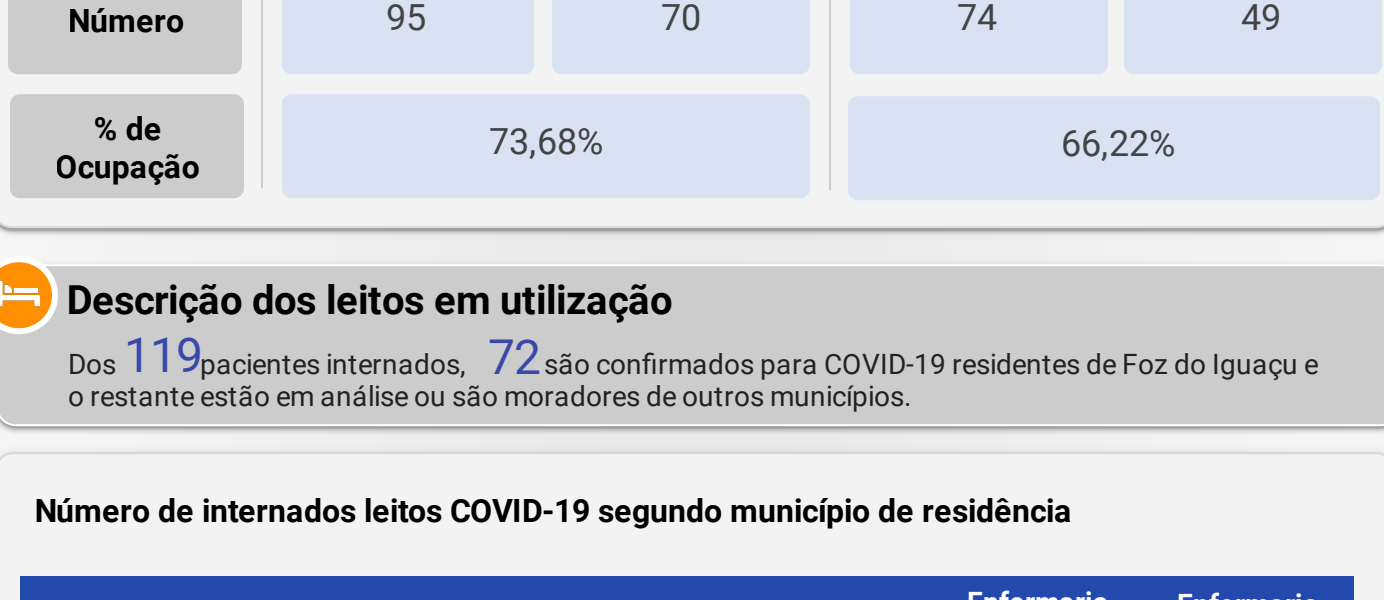 Número 95 70 74 49
% de
Ocupação
73,68% 66,22%
Descrição dos leitos em utilização
Dos 119 pacientes internados, 72 são confirmados para COVID-19 residentes de Foz do Iguaçu e
o restante estão em análise ou são moradores de outros municípios.
Número de internados leitos COVID-19 segundo município de residência
Enfermaria Enfermaria